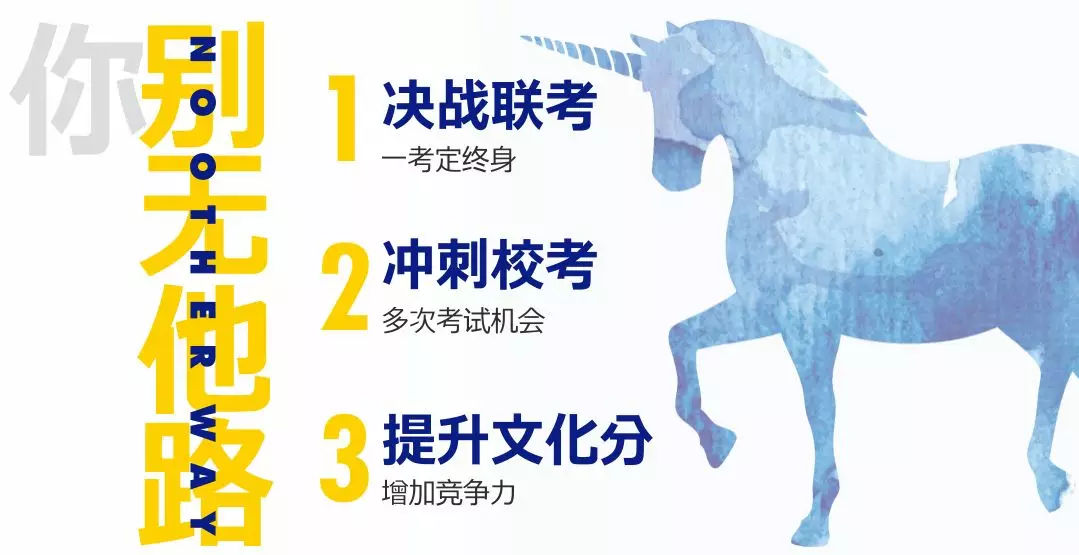 你
别无他路
NO OTHER WAY
1
决战联考
一考定终身
2
冲刺校考
多次考试机会
3
提升文化分
增加竞争力